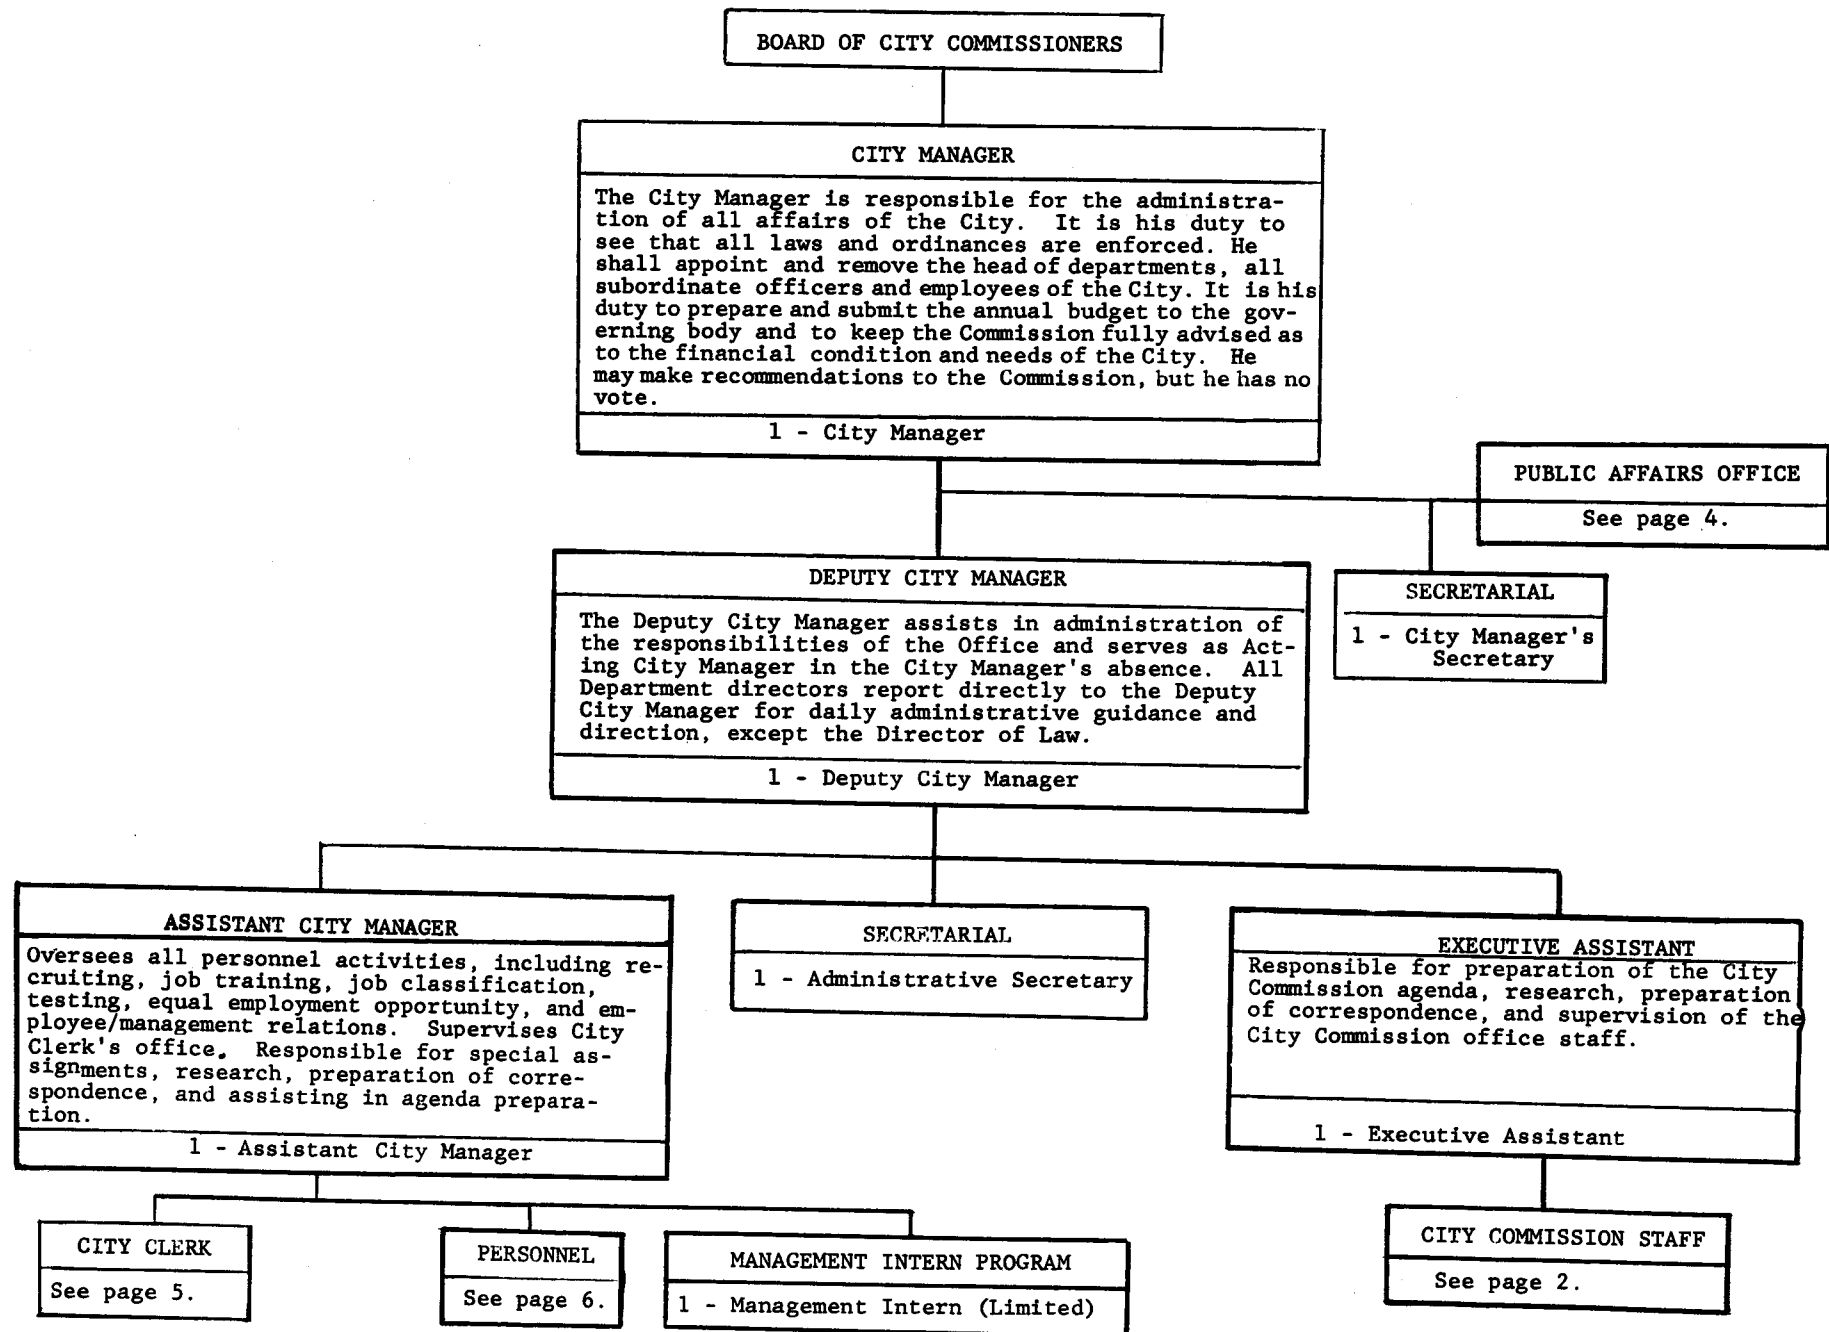 BOARD OF CITY COMMISSIONERS
CITY MANAGER
The City Manager is responsible for the administra-
tion of all affairs of the City. It is his duty to
see that all laws and ordinances are enforced. He
shall appoint and remove the head of departments, all
subordinate officers and employees of the City. It is his
duty to prepare and submit the annual budget to the gov-
erning body and to keep the Commission fully advised as
to the financial condition and needs of the City. He
may make recommendations to the Commission, but he has no
vote.
1 - City Manager
PUBLIC AFFAIRS OFFICE
See page 4.
SECRETARIAL
1 - City Manager's
Secretary
DEPUTY CITY MANAGER
The Deputy City Manager assists in administration of
the responsibilities of the Office and serves as Act-
ing City Manager in the City Manager's absence. All
Department directors report directly to the Deputy
City Manager for daily administrative guidance and
direction, except the Director of Law.
1 - Deputy City Manager
ASSISTANT CITY MANAGER
Oversees all personnel activities, including re-
cruiting, job training, job classification,
testing, equal employment opportunity, and em-
ployee/management relations. Supervises City
Clerk's office. Responsible for special as-
signments, research, preparation of corre-
spondence, and assisting in agenda prepara-
tion.
1 - Assistant City Manager
SECRETARIAL
1 - Administrative Secretary
EXECUTIVE ASSISTANT
Responsible for preparation of the City
Commission agenda, research, preparation
of correspondence, and supervision of the
City Commission office staff.
1 - Executive Assistant
CITY CLERK
See page 5.
PERSONNEL
See page 6.
MANAGEMENT INTERN PROGRAM
1 - Management Intern (Limited)
CITY COMMISSION STAFF
See page 2.